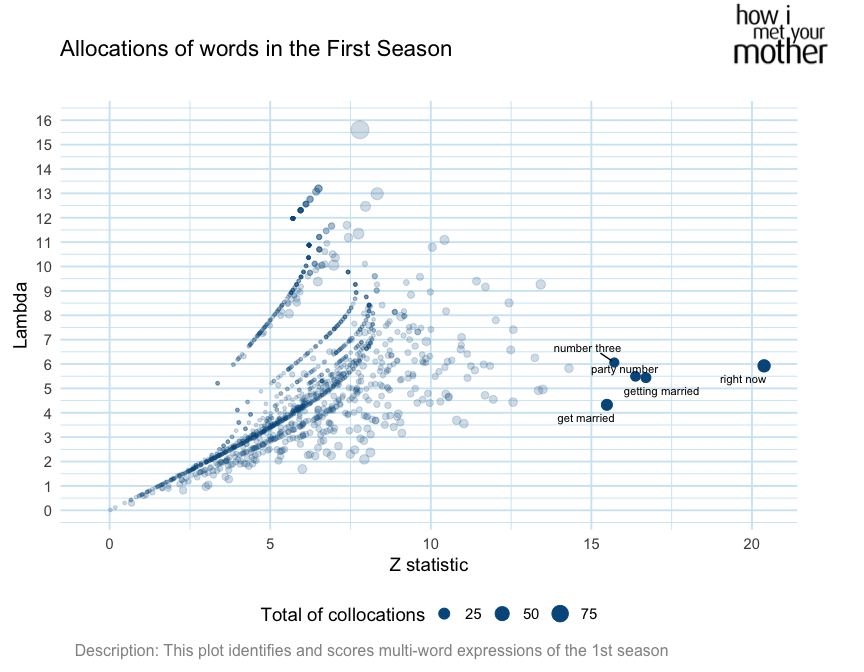 how i
met your
mother
Allocations of words in the First Season
16
15
14
13
12
11
10
9
8
7
6
5
4
3
2
1
0
Lambda
number three
party number
right now
getting married
get married
0 5 10 15 20
Z statistic
Total of collocations 25 50 75
Description: This plot identifies and scores multi-word expressions of the 1st season